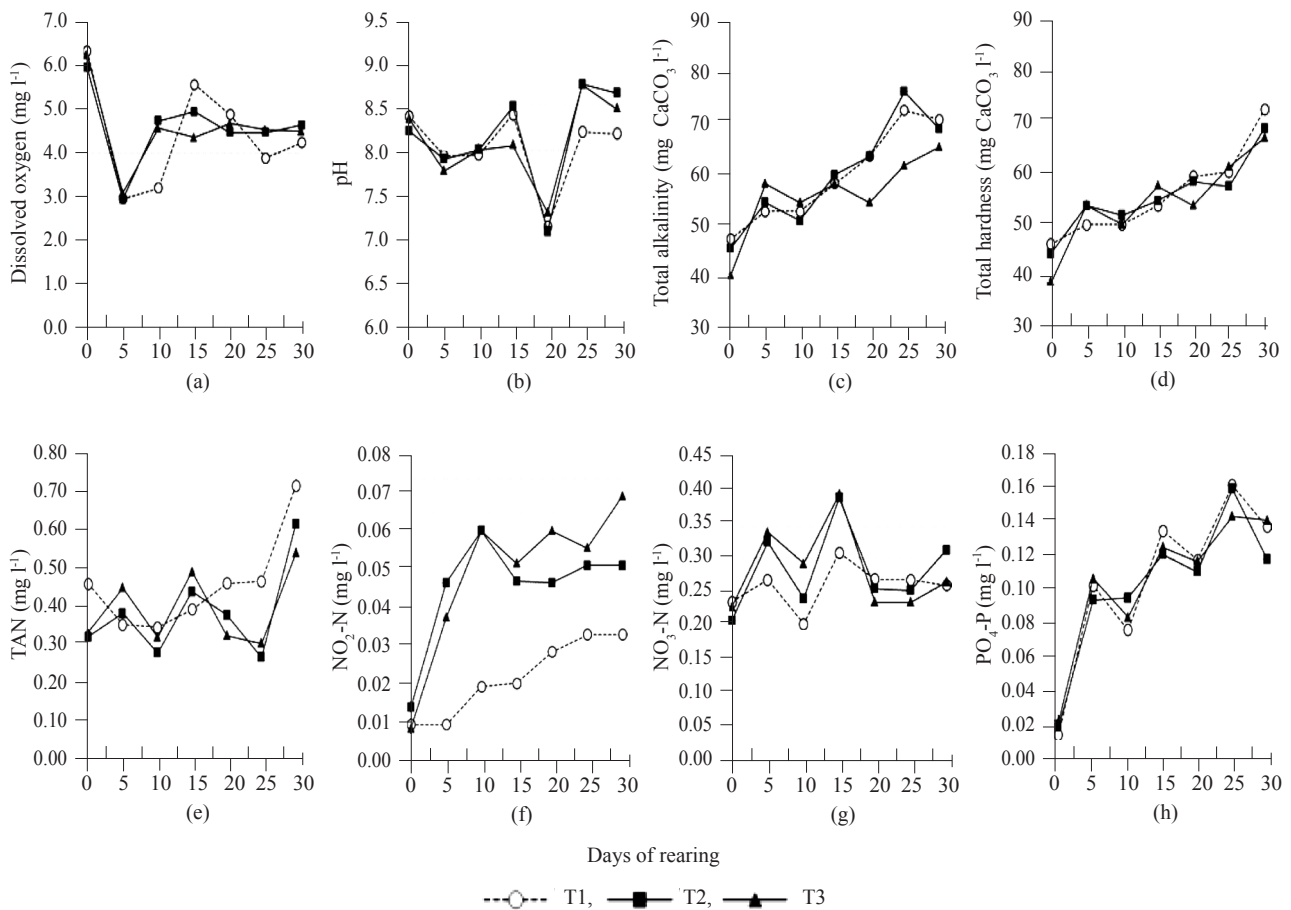 7.0
6.0
5.0
4.0
3.0
2.0
1.0
0.0
Dissolved oxygen (mg l-1)
0 5 10 15 20 25 30
(a)
9.5
9.0
8.5
8.0
7.5
7.0
6.5
6.0
pH
0 5 10 15 20 25 30
(b)
90
80
70
60
50
40
30
Total alkalinity (mg CaCO3 l-1)
0 5 10 15 20 25 30
(c)
90
80
70
60
50
40
30
Total hardness (mg CaCO3 l-1)
0 5 10 15 20 25 30
(d)
0.80
0.70
0.60
0.50
0.40
0.30
0.20
0.10
0.00
TAN (mg l-1)
0 5 10 15 20 25 30
(e)
0.08
0.07
0.06
0.05
0.04
0.03
0.02
0.01
0.00
NO2-N (mg l-1)
0 5 10 15 20 25 30
(f)
0.45
0.40
0.35
0.30
0.25
0.20
0.15
0.10
0.05
0.00
NO3-N (mg l-1)
0 5 10 15 20 25 30
(g)
0.18
0.16
0.14
0.12
0.10
0.08
0.06
0.04
0.02
0.00
PO4-P (mg l-1)
0 5 10 15 20 25 30
(h)
Days of rearing
T1, T2, T3